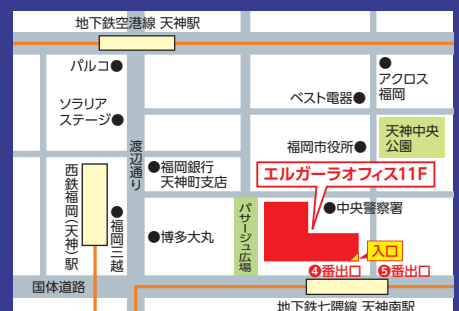 地下鉄空港線 天神駅
パルコ●
●
アクロス
福岡
ベスト電器●
ソラリア
ステージ●
天神中央
公園
福岡市役所●
渡辺通り
●福岡銀行
天神町支店
エルガーラオフィス11F
西鉄福岡(天神)駅
●福岡三越
●博多大丸
パサージュ広場
●中央警察署
入口
❹番出口
❺番出口
国体道路
地下鉄七隈線 天神南駅